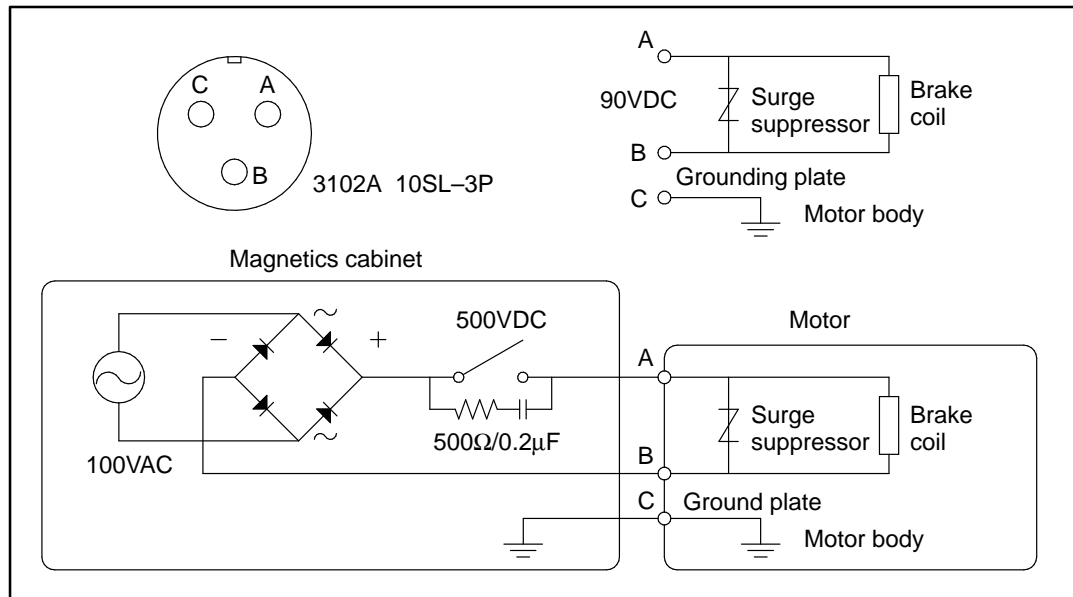 C A
B
3102A 10SL–3P
A
90VDC
Surge
suppressor
Brake
coil
B
Grounding plate
C
Motor body
Magnetics cabinet
– ~ +
500VDC
Motor
A
500Ω/0.2μF
~
100VAC
Surge
suppressor
Brake
coil
B
C
Ground plate
Motor body